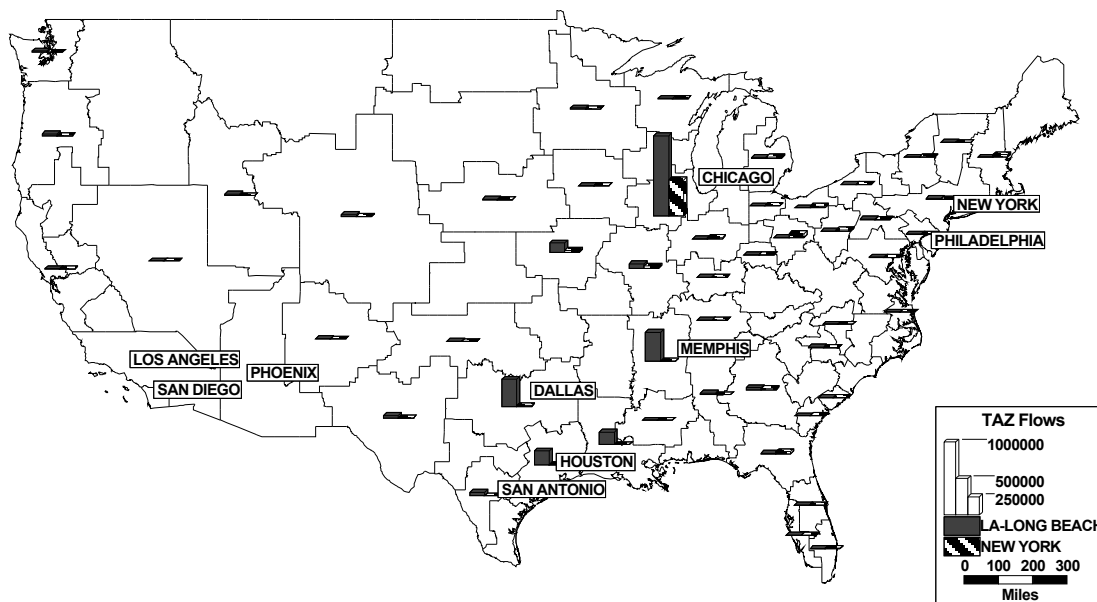 CHICAGO
NEW YORK
PHILADELPHIA
LOS ANGELES
PHOENIX
SAN DIEGO
MEMPHIS
DALLAS
HOUSTON
SAN ANTONIO
TAZ Flows
1000000
500000
250000
LA-LONG BEACH
NEW YORK
0 100 200 300
Miles